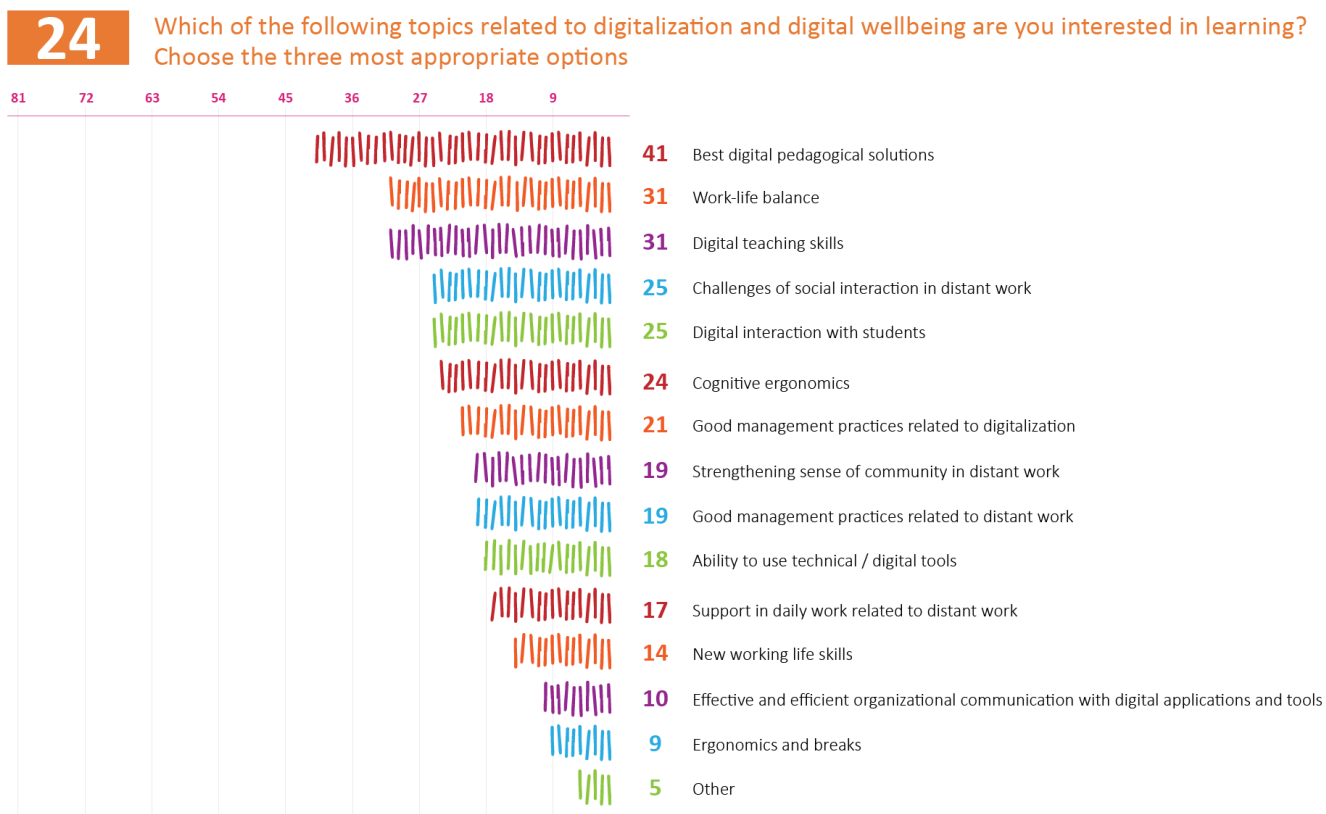 24
Which of the following topics related to digitalization and digital wellbeing are you interested in learning?
Choose the three most appropriate options
81 72 63 54 45 36 27 18 9
41 Best digital pedagogical solutions
31 Work-life balance
31 Digital teaching skills
25 Challenges of social interaction in distant work
25 Digital interaction with students
24 Cognitive ergonomics
21 Good management practices related to digitalization
19 Strengthening sense of community in distant work
19 Good management practices related to distant work
18 Ability to use technical / digital tools
17 Support in daily work related to distant work
14 New working life skills
10 Effective and efficient organizational communication with digital applications and tools
9 Ergonomics and breaks
5 Other